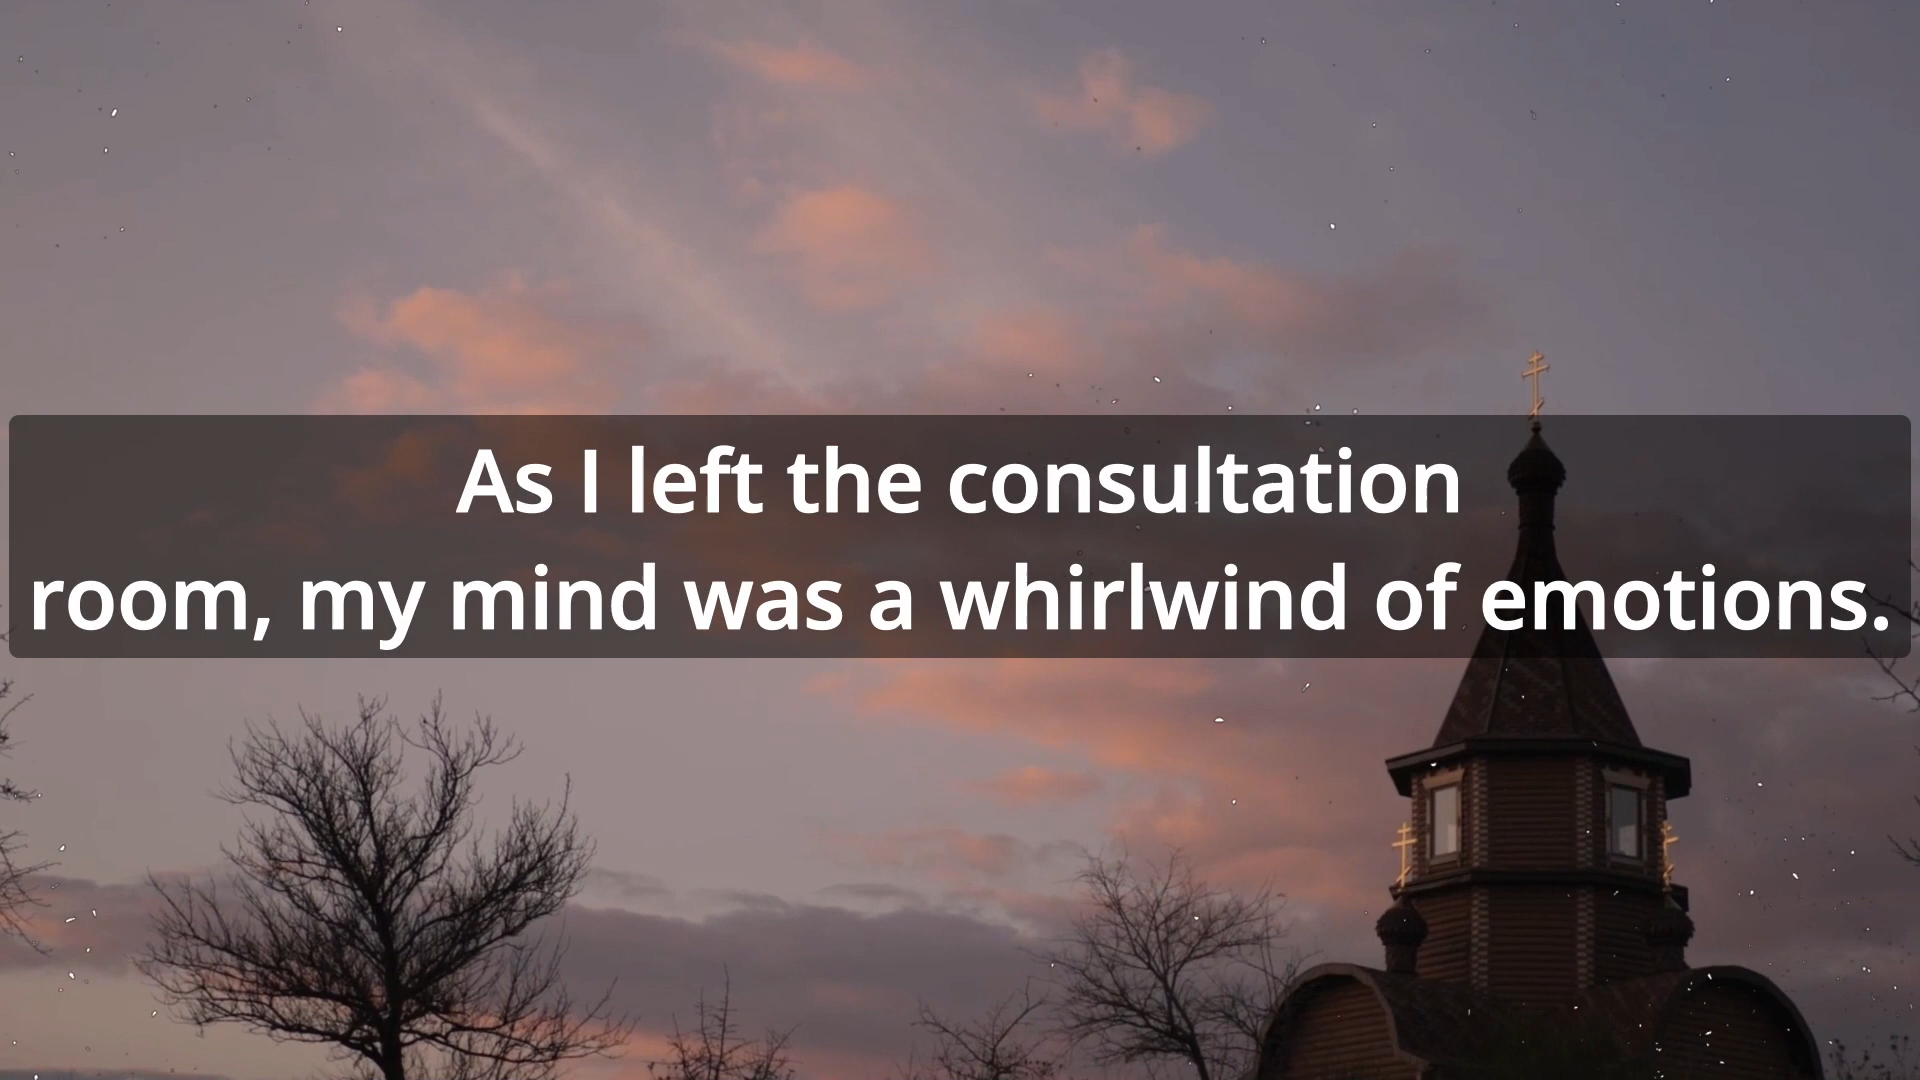 As I left the consultation
room, my mind was a whirlwind of emotions.